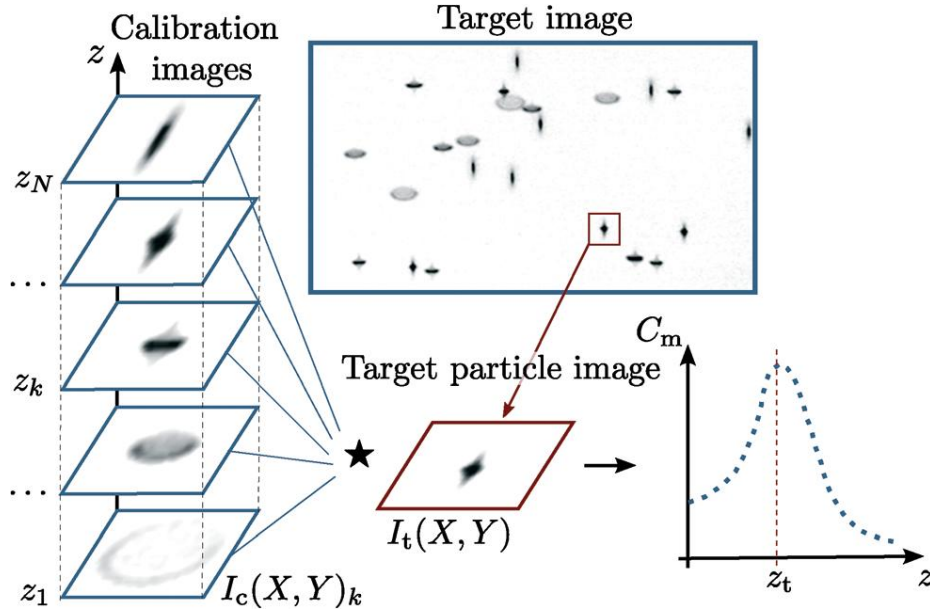 Calibration
images
Target image
z
z_N
...
z_k
...
z_1
I_c(X, Y)_k
★
Target particle image
I_t(X, Y)
C_m
z_t
z